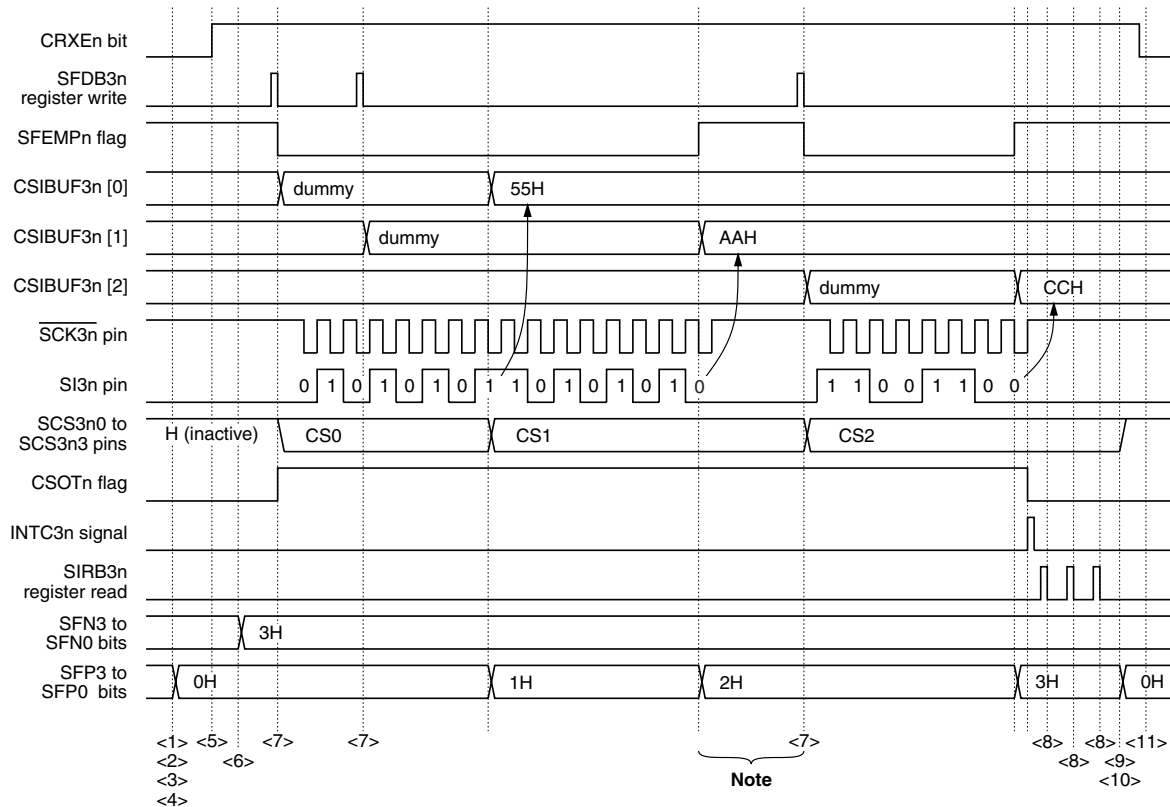 CRXEn bit
SFDB3n
register write
SFEMPn flag
CSIBUF3n [0]
dummy
55H
CSIBUF3n [1]
dummy
AAH
CSIBUF3n [2]
dummy
CCH
SCK3n pin
SI3n pin
0 1 0 1 0 1 0 1 1 0 1 0 1 0 1 0
1 1 0 0 1 1 0 0
SCS3n0 to
SCS3n3 pins
H (inactive)
CS0
CS1
CS2
CSOTn flag
INTC3n signal
SIRB3n
register read
SFN3 to
SFN0 bits
3H
SFP3 to
SFP0 bits
0H
1H
2H
3H
0H
<1> <5> <7> <7> <7> <8> <8> <11>
<2> <6> <8> <9>
<3> <10>
<4>
Note